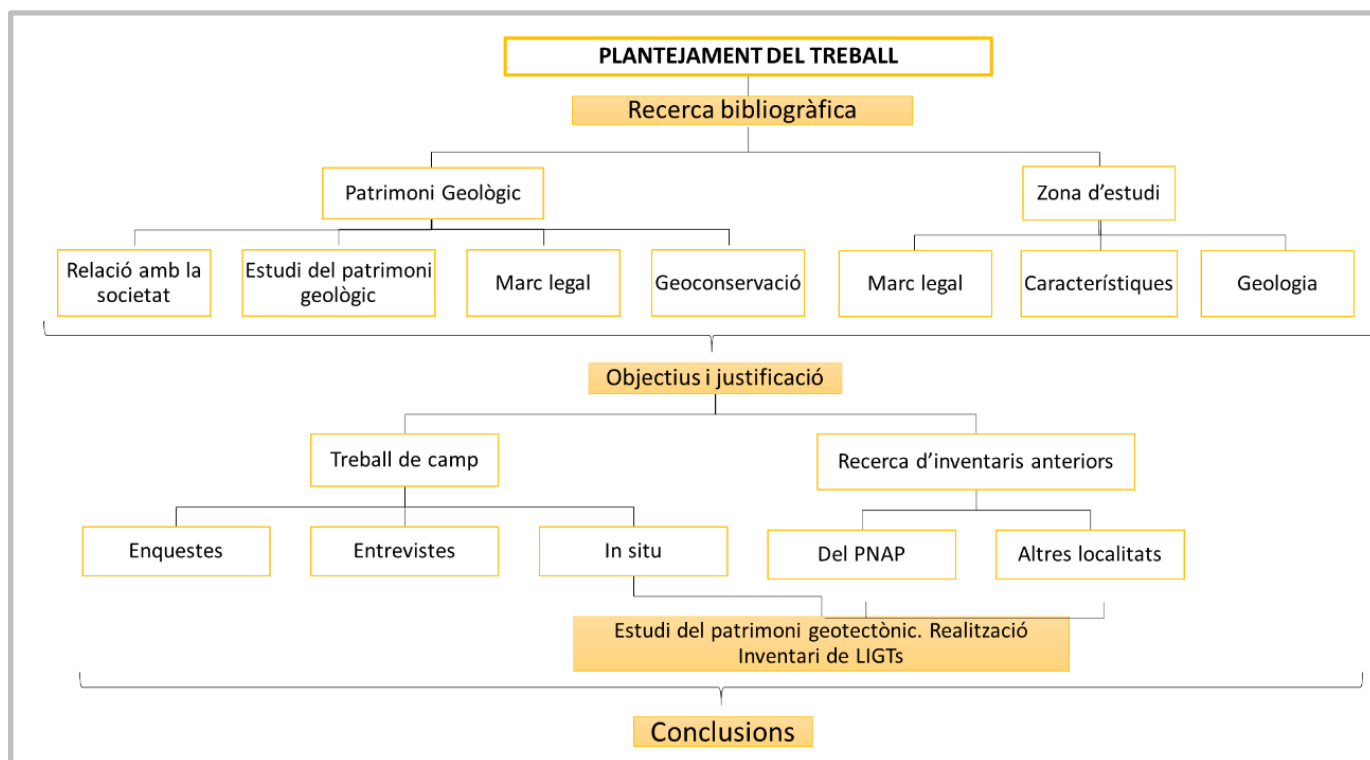 PLANTEJAMENT DEL TREBALL
Recerca bibliogràfica
Patrimoni Geològic
Zona d'estudi
Relació amb la
societat
Estudi del patrimoni
geològic
Marc legal
Geoconservació
Marc legal
Característiques
Geologia
Objectius i justificació
Treball de camp
Recerca d'inventaris anteriors
Enquestes
Entrevistes
In situ
Del PNAP
Altres localitats
Estudi del patrimoni geotectònic. Realització
Inventari de LIGTs
Conclusions